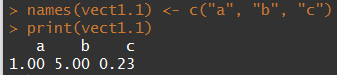 > names(vect1.1) <- c("a", "b", "c")
> print(vect1.1)
a b c
1.00 5.00 0.23